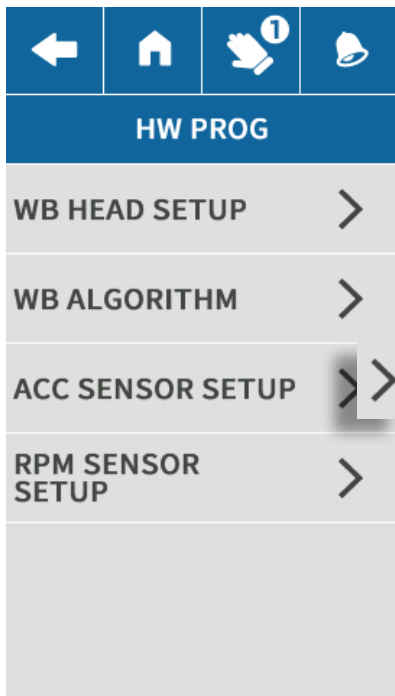 1
HW PROG
WB HEAD SETUP
WB ALGORITHM
ACC SENSOR SETUP
RPM SENSOR
SETUP